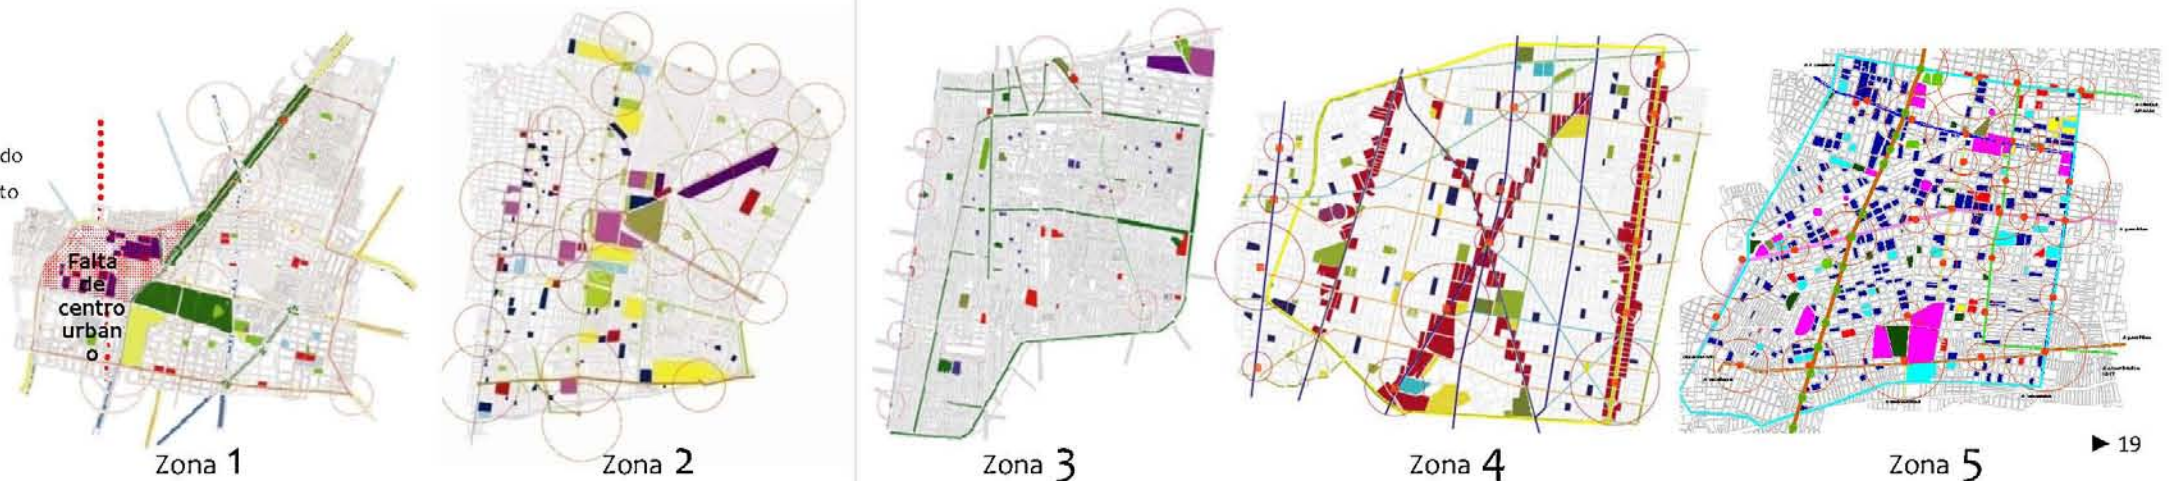 do
to
Falta
de
centro
urban
o
Zona 1
Zona 2
Zona 3
Zona 4
Zona 5
▶ 19